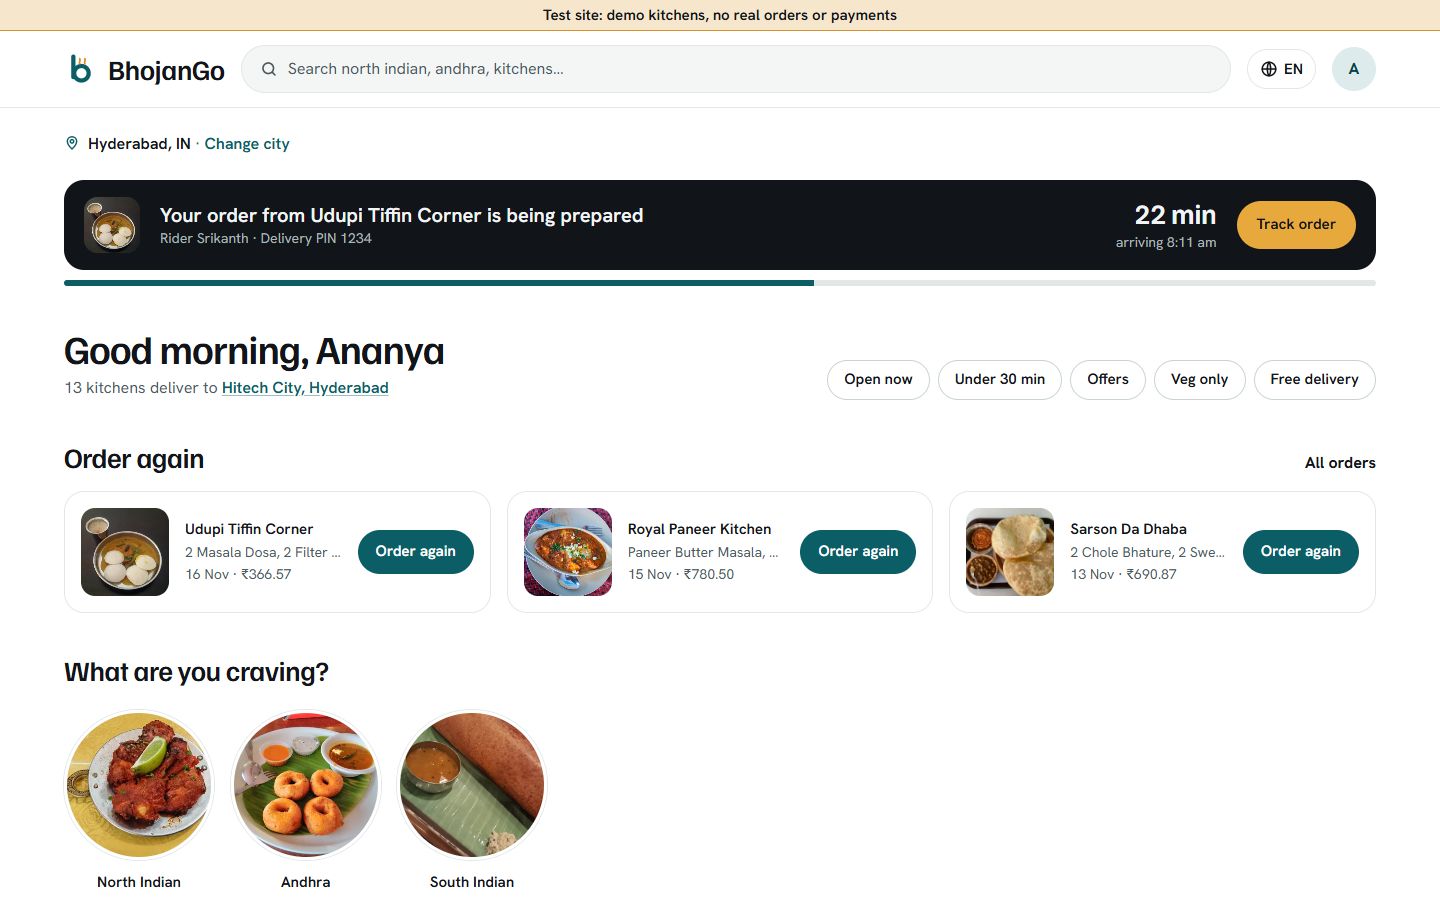 Test site: demo kitchens, no real orders or payments
BhojanGo
Search north indian, andhra, kitchens...
EN
A
Hyderabad, IN · Change city
Your order from Udupi Tiffin Corner is being prepared
Rider Srikanth · Delivery PIN 1234
22 min
arriving 8:11 am
Track order
Good morning, Ananya
13 kitchens deliver to Hitech City, Hyderabad
Open now
Under 30 min
Offers
Veg only
Free delivery
Order again
All orders
Udupi Tiffin Corner
2 Masala Dosa, 2 Filter ...
16 Nov · ₹366.57
Order again
Royal Paneer Kitchen
Paneer Butter Masala, ...
15 Nov · ₹780.50
Order again
Sarson Da Dhaba
2 Chole Bhature, 2 Swe...
13 Nov · ₹690.87
Order again
What are you craving?
North Indian
Andhra
South Indian